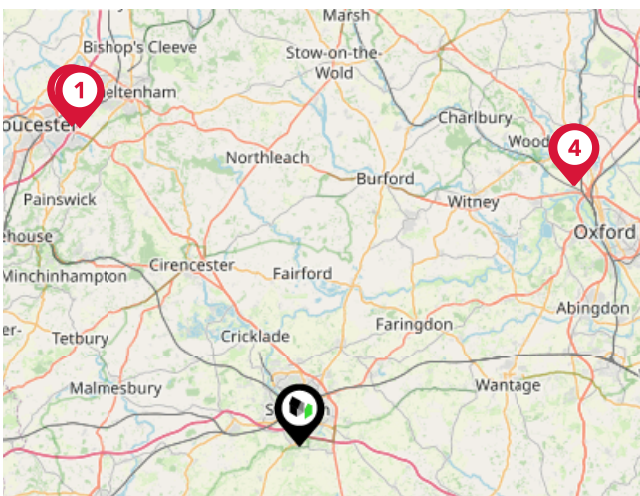 Marsh
Bishop's Cleeve
Stow-on-the-
Wold
1
eltenham
oucester
Charlbury
Wood
4
Northleach
Burford
Painswick
Witney
ehouse
Oxford
Cirencester
Minchinhampton
Fairford
Abingdon
er-
Tetbury
Cricklade
Faringdon
Malmesbury
Wantage
S
n